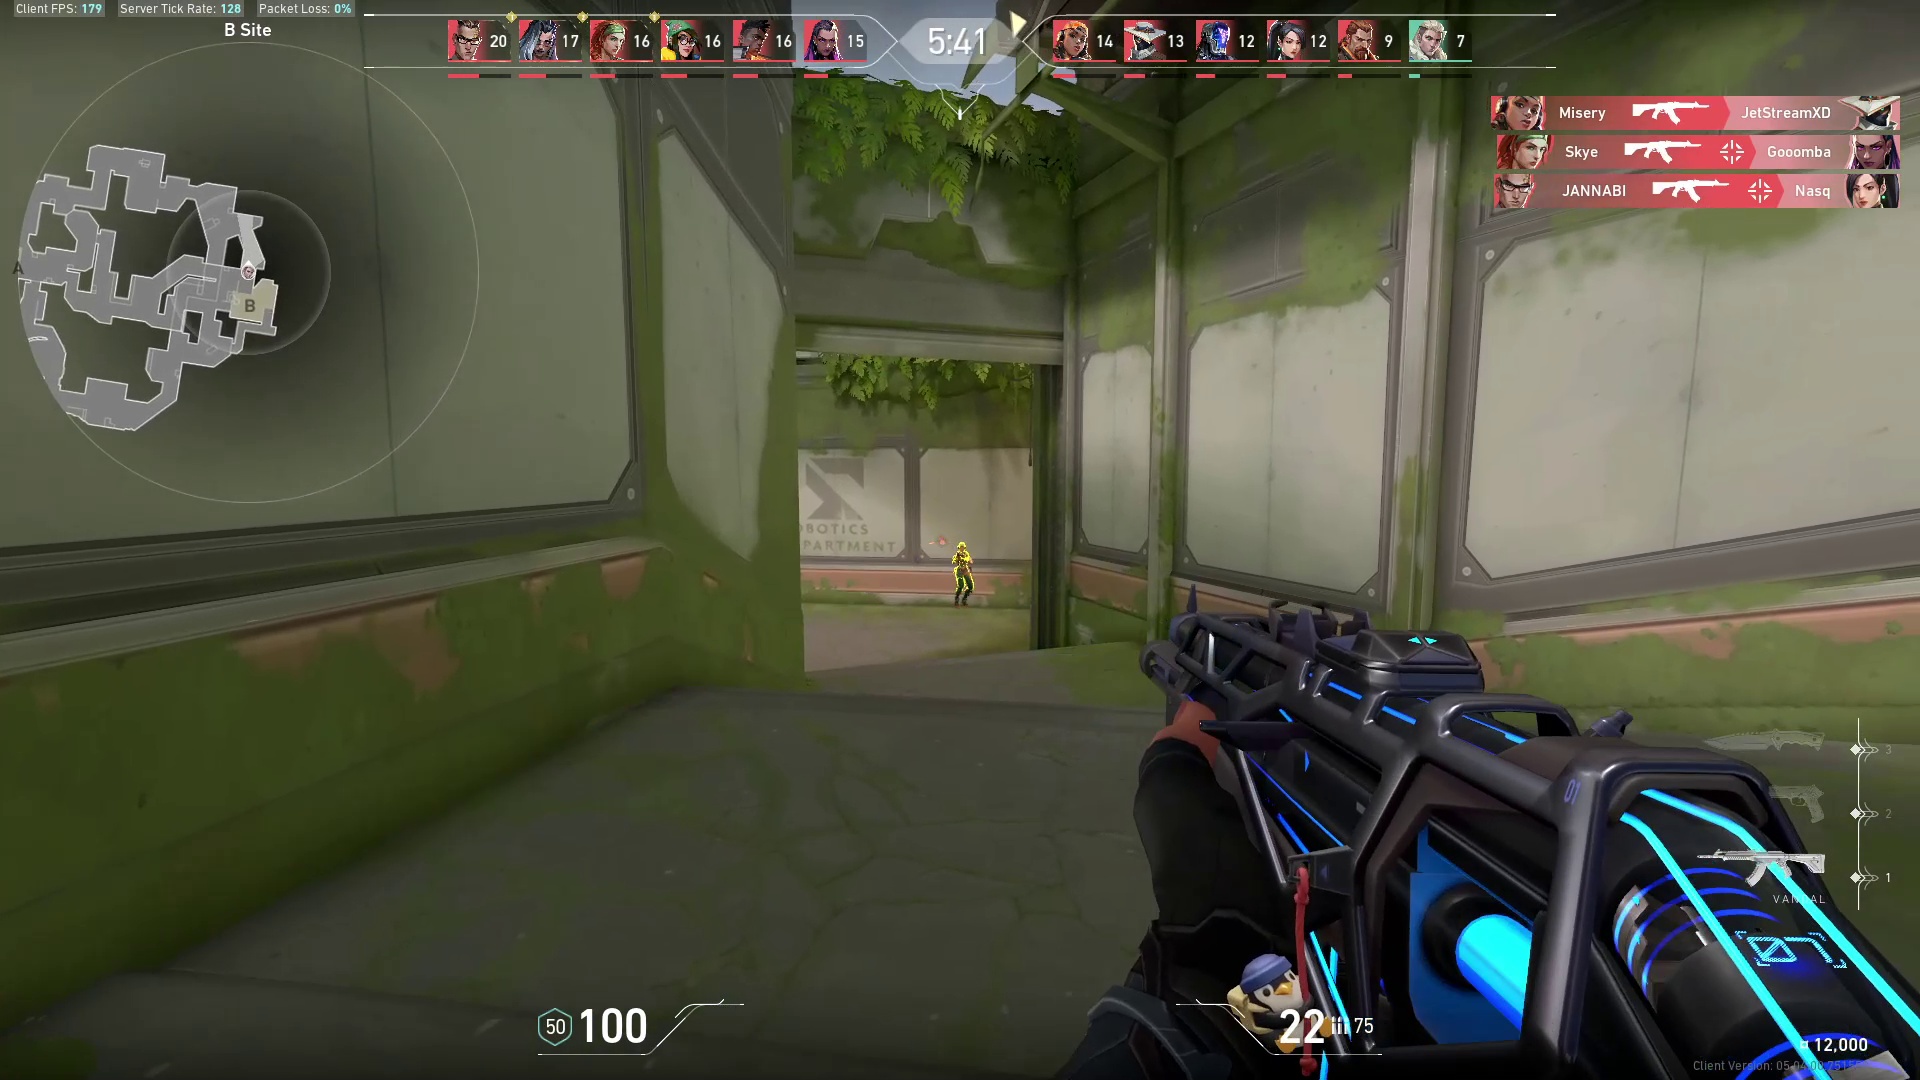 Client FPS: 179 Server Tick Rate: 128 Packet Loss: 0%
B Site
20 17 16 16 16 15 5:41 14 13 12 12 9 7
Misery JetStreamXD
Skye Gooomba
JANNABI Nasq
A
B
OBOTICS
PARTMENT
3
2
1
VANDAL
01
07
50 100
22 75
12,000